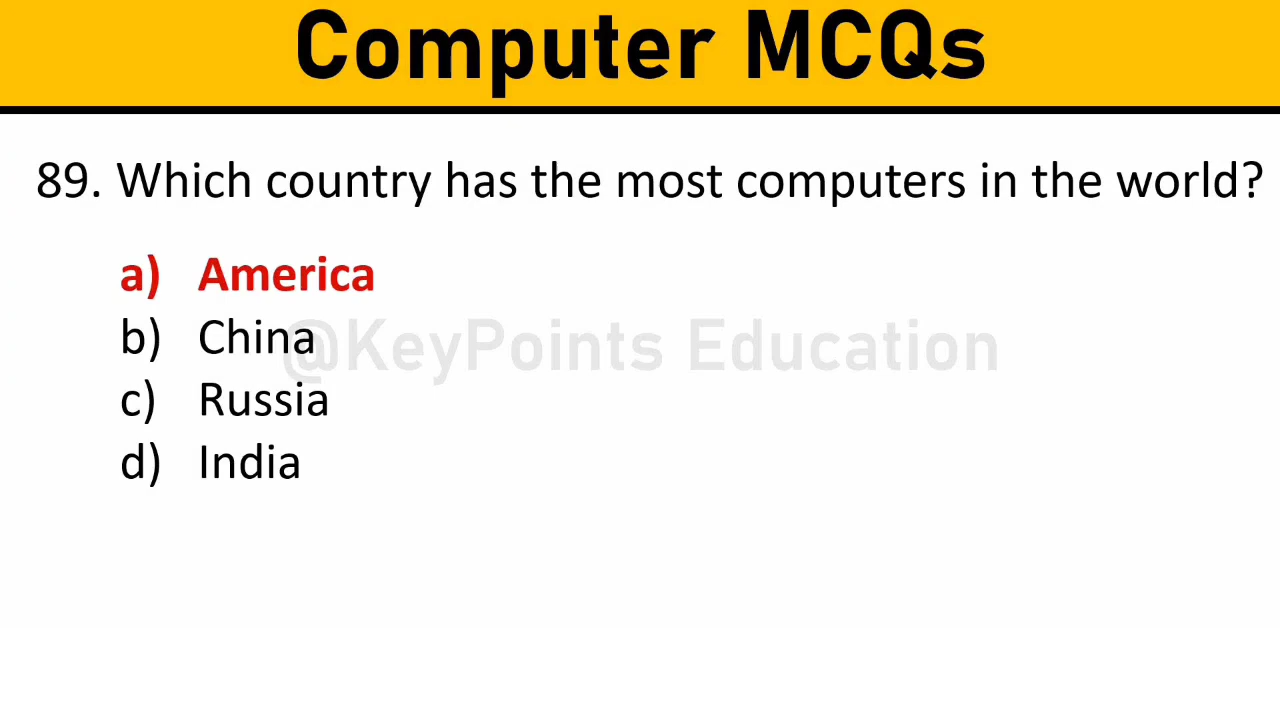 Computer MCQs
89. Which country has the most computers in the world?
a) America
b) China
@KeyPoints Education
c) Russia
d) India